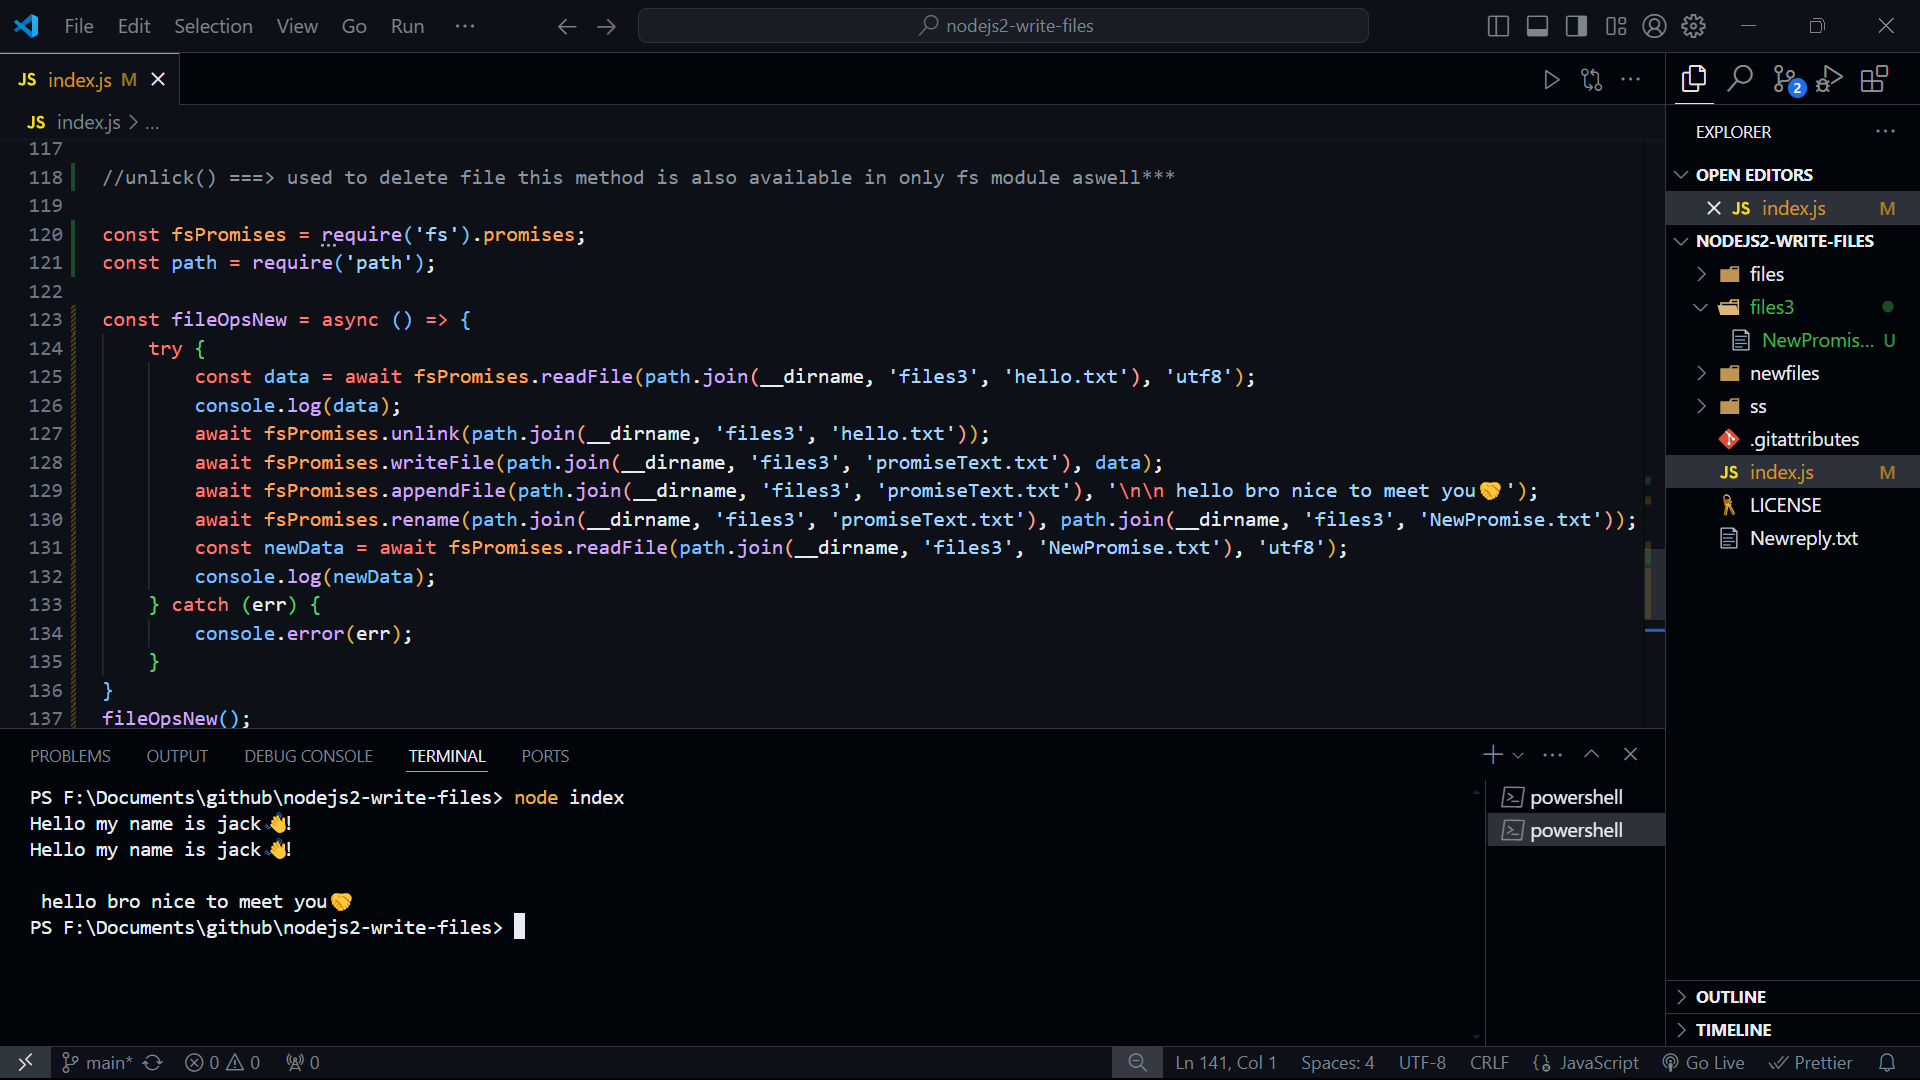 File Edit Selection View Go Run ···
nodejs2-write-files
JS index.js M
JS index.js > ...
117
118 //unlick() ===> used to delete file this method is also available in only fs module aswell***
119
120 const fsPromises = require('fs').promises;
121 const path = require('path');
122
123 const fileOpsNew = async () => {
124 try {
125 const data = await fsPromises.readFile(path.join(__dirname, 'files3', 'hello.txt'), 'utf8');
126 console.log(data);
127 await fsPromises.unlink(path.join(__dirname, 'files3', 'hello.txt'));
128 await fsPromises.writeFile(path.join(__dirname, 'files3', 'promiseText.txt'), data);
129 await fsPromises.appendFile(path.join(__dirname, 'files3', 'promiseText.txt'), '\n\n hello bro nice to meet you🤝');
130 await fsPromises.rename(path.join(__dirname, 'files3', 'promiseText.txt'), path.join(__dirname, 'files3', 'NewPromise.txt'));
131 const newData = await fsPromises.readFile(path.join(__dirname, 'files3', 'NewPromise.txt'), 'utf8');
132 console.log(newData);
133 } catch (err) {
134 console.error(err);
135 }
136 }
137 fileOpsNew();
PROBLEMS OUTPUT DEBUG CONSOLE TERMINAL PORTS
PS F:\Documents\github\nodejs2-write-files> node index
Hello my name is jack👋!
Hello my name is jack👋!
hello bro nice to meet you🤝
PS F:\Documents\github\nodejs2-write-files>
powershell
powershell
2
EXPLORER
OPEN EDITORS
JS index.js M
NODEJS2-WRITE-FILES
files
files3
NewPromis... U
newfiles
ss
.gitattributes
JS index.js M
LICENSE
Newreply.txt
OUTLINE
TIMELINE
main* 0 0 0 Ln 141, Col 1 Spaces: 4 UTF-8 CRLF JavaScript Go Live Prettier